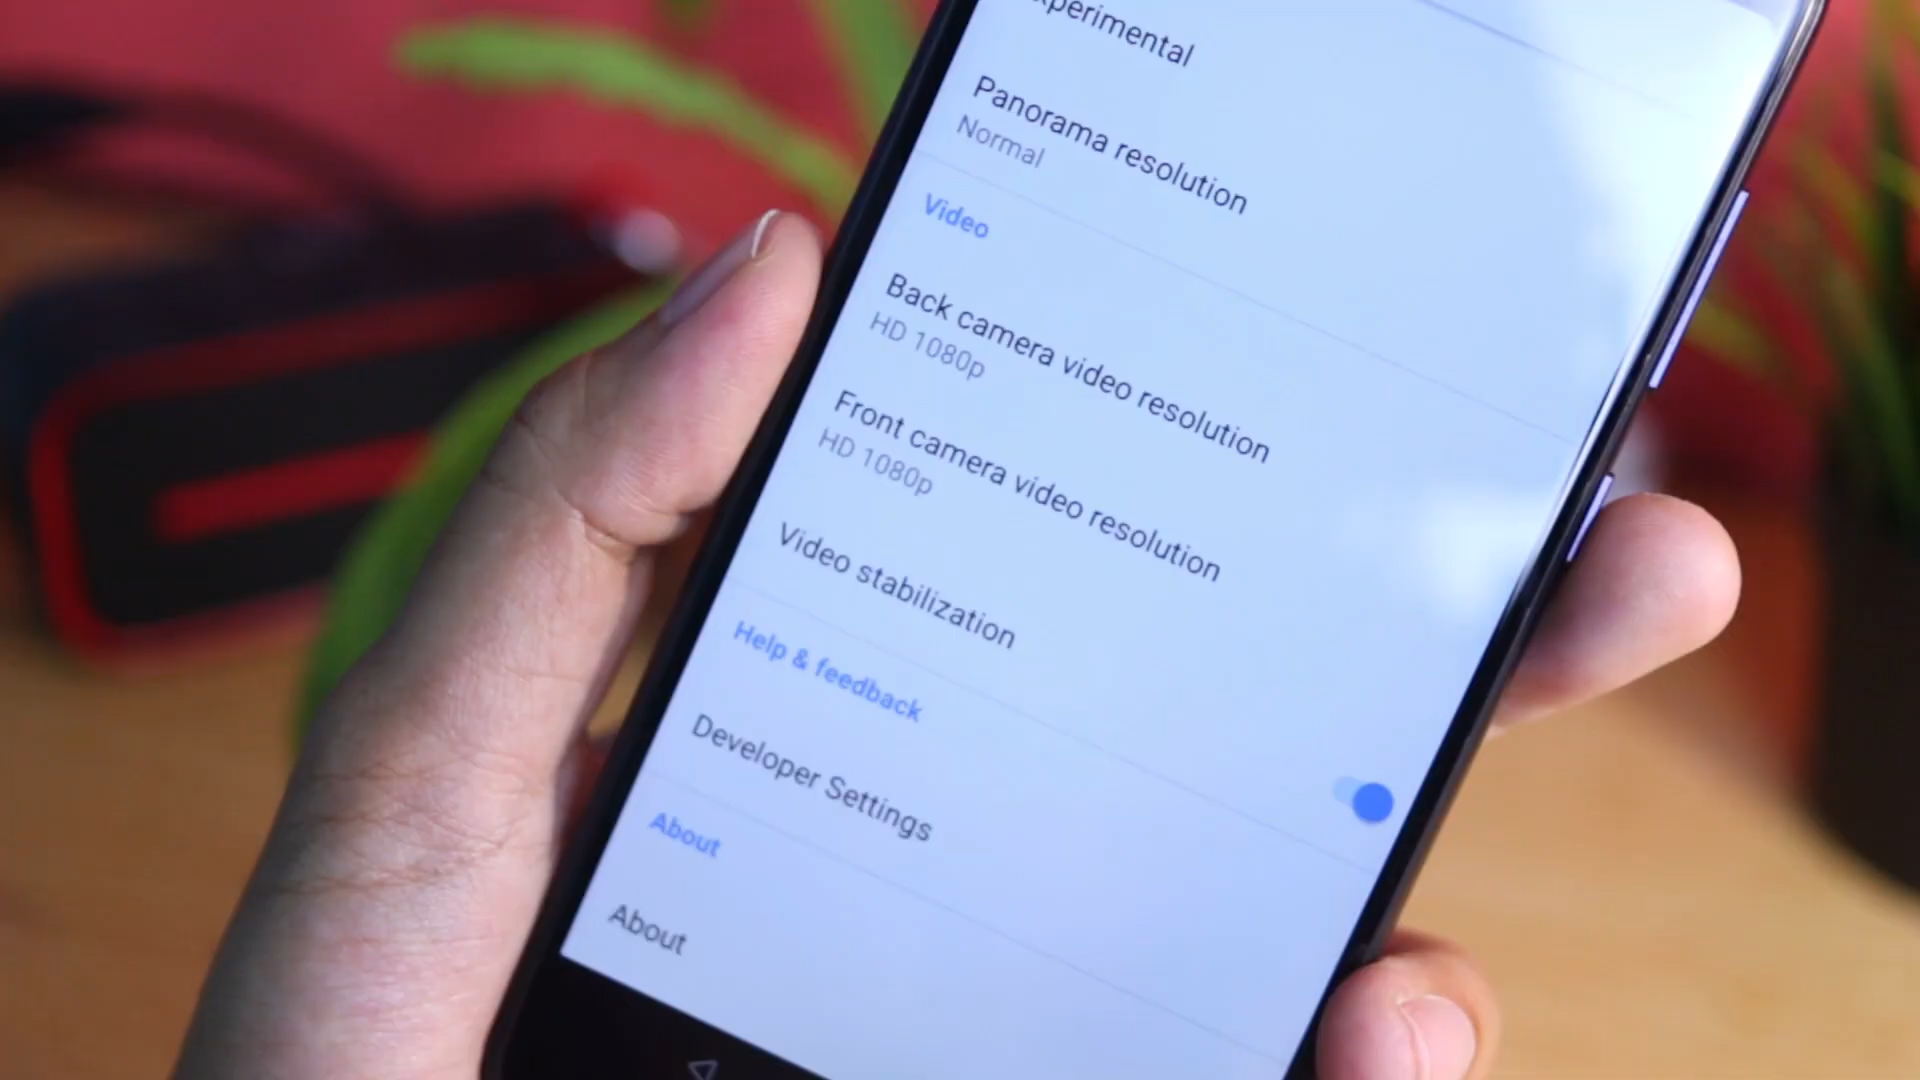 Panorama resolution
Normal
Video
Back camera video resolution
HD 1080p
Front camera video resolution
HD 1080p
Video stabilization
Help & feedback
Developer Settings
About
About